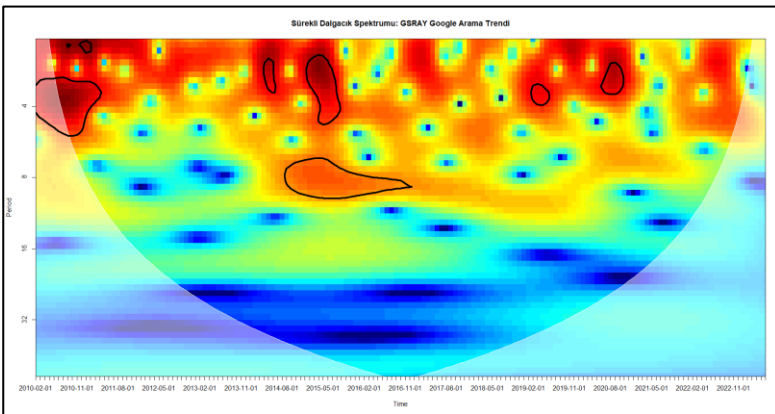 Sürekli Dalgacık Spektrumu: GSRAY Google Arama Trendi
Period
4
8
16
32
2010-02-01 2010-11-01 2011-08-01 2012-05-01 2013-02-01 2013-11-01 2014-08-01 2015-05-01 2016-02-01 2016-11-01 2017-08-01 2018-05-01 2019-02-01 2019-11-01 2020-08-01 2021-05-01 2022-02-01 2022-11-01
Time